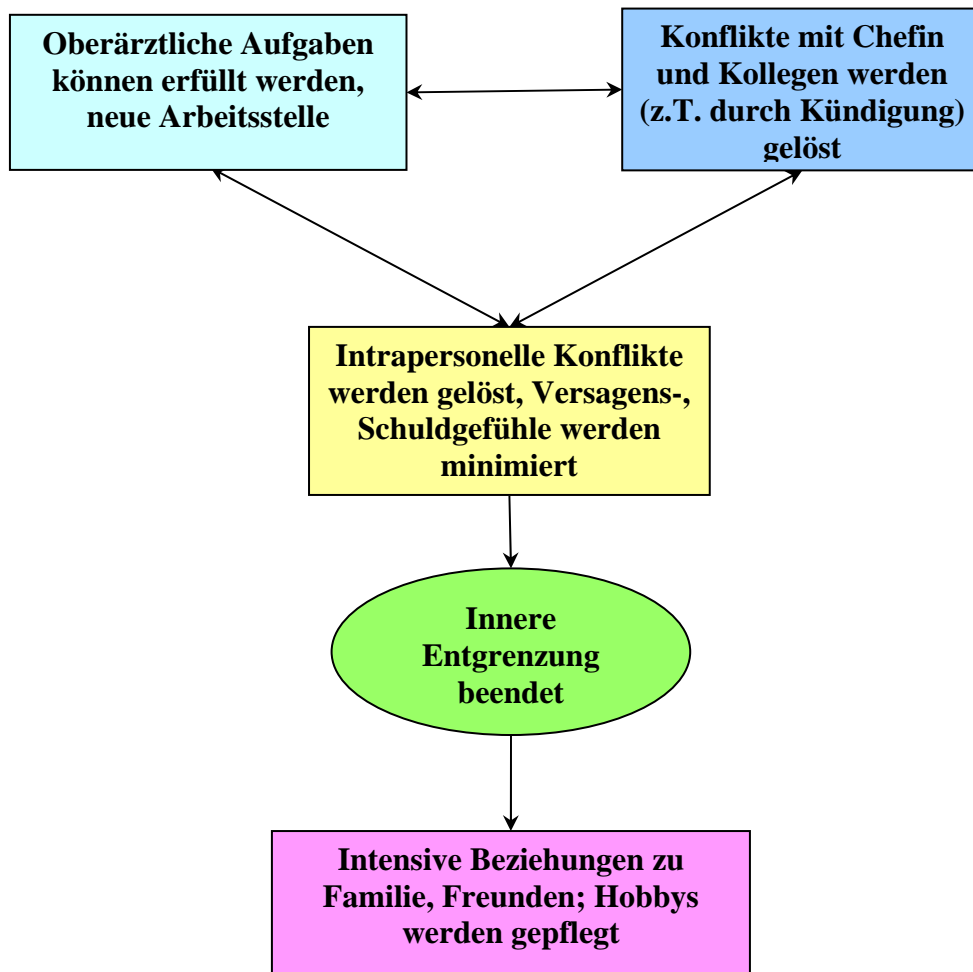 Oberärztliche Aufgaben
können erfüllt werden,
neue Arbeitsstelle
Konflikte mit Chefin
und Kollegen werden
(z.T. durch Kündigung)
gelöst
Intrapersonelle Konflikte
werden gelöst, Versagens-,
Schuldgefühle werden
minimiert
Innere
Entgrenzung
beendet
Intensive Beziehungen zu
Familie, Freunden; Hobbys
werden gepflegt